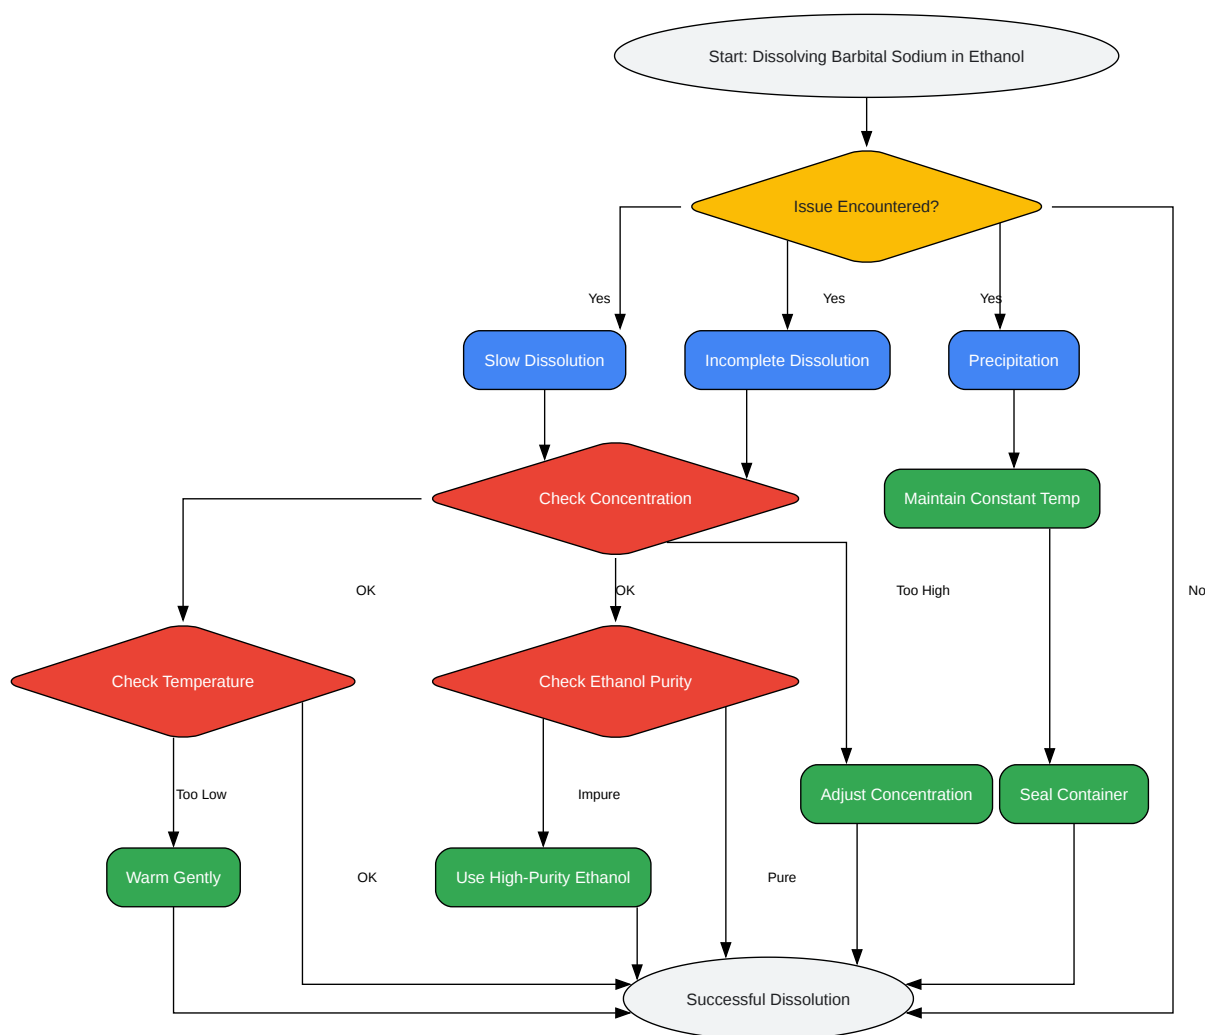 Start: Dissolving Barbital Sodium in Ethanol
Issue Encountered?
Yes
Yes
Yes
Slow Dissolution
Incomplete Dissolution
Precipitation
Check Concentration
Maintain Constant Temp
OK
OK
Too High
No
Check Temperature
Check Ethanol Purity
Too Low
Impure
Adjust Concentration
Seal Container
Warm Gently
OK
Use High-Purity Ethanol
Pure
Successful Dissolution